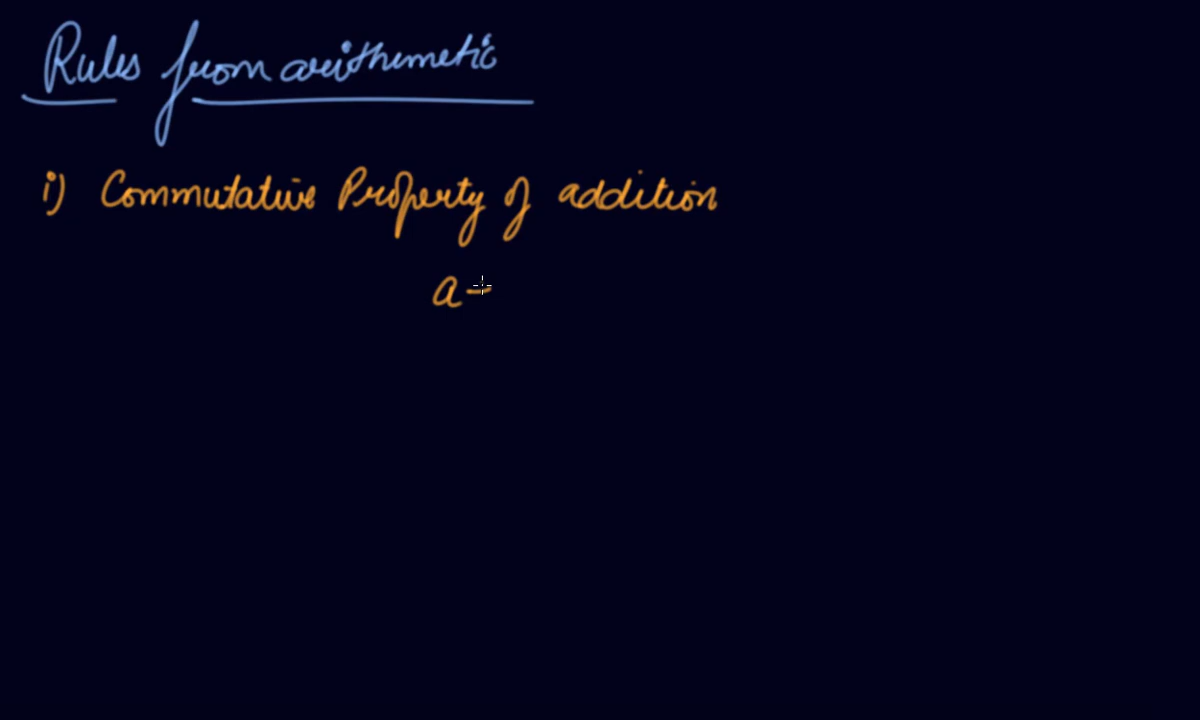 Rules from arithmetic
i) Commutative Property of addition
a -